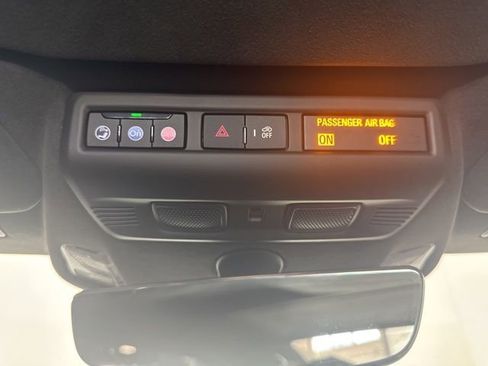 PASSENGER AIR BAG
On
OFF
ON OFF